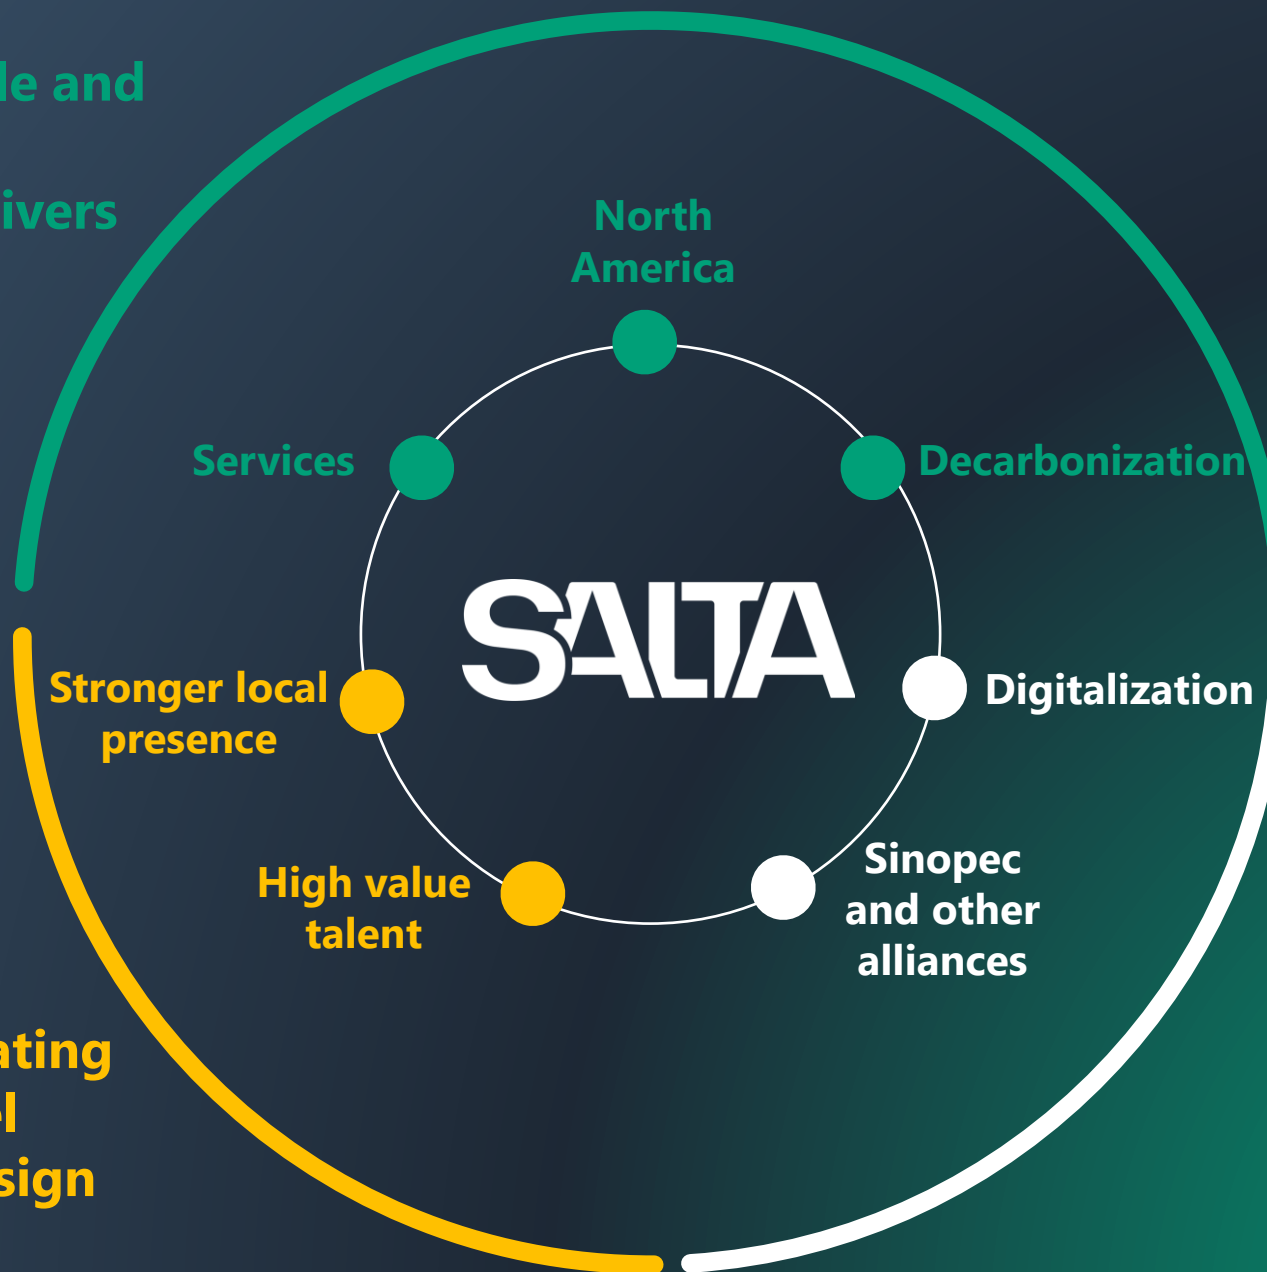 le and
ivers
North
America
Services
Decarbonization
SALTA
Stronger local
presence
Digitalization
High value
talent
Sinopec
and other
alliances
ating
el
sign